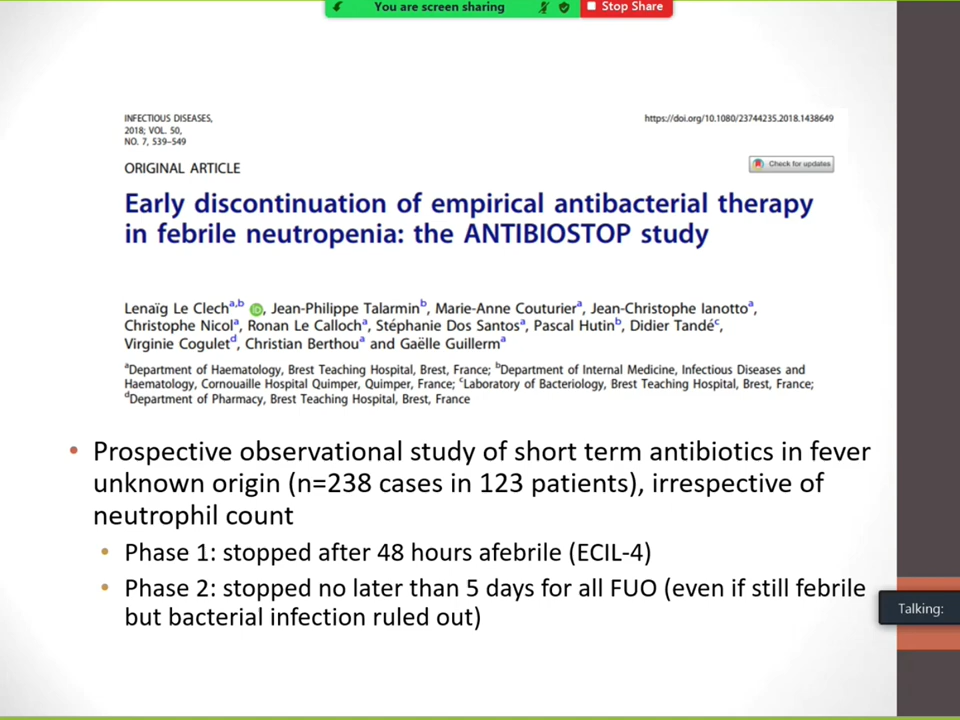 You are screen sharing
Stop Share
INFECTIOUS DISEASES,
2018; VOL. 50,
NO. 7, 539–549
https://doi.org/10.1080/23744235.2018.1438649
ORIGINAL ARTICLE
Check for updates
Early discontinuation of empirical antibacterial therapy
in febrile neutropenia: the ANTIBIOSTOP study
Lenaïg Le Clech a,b, Jean-Philippe Talarmin b, Marie-Anne Couturier a, Jean-Christophe Ianotto a,
Christophe Nicol a, Ronan Le Calloch a, Stéphanie Dos Santos a, Pascal Hutin b, Didier Tandé c,
Virginie Cogulet d, Christian Berthou a and Gaëlle Guillerm a
a Department of Haematology, Brest Teaching Hospital, Brest, France; b Department of Internal Medicine, Infectious Diseases and
Haematology, Cornouaille Hospital Quimper, Quimper, France; c Laboratory of Bacteriology, Brest Teaching Hospital, Brest, France;
d Department of Pharmacy, Brest Teaching Hospital, Brest, France
• Prospective observational study of short term antibiotics in fever
unknown origin (n=238 cases in 123 patients), irrespective of
neutrophil count
• Phase 1: stopped after 48 hours afebrile (ECIL-4)
• Phase 2: stopped no later than 5 days for all FUO (even if still febrile
but bacterial infection ruled out)
Talking: